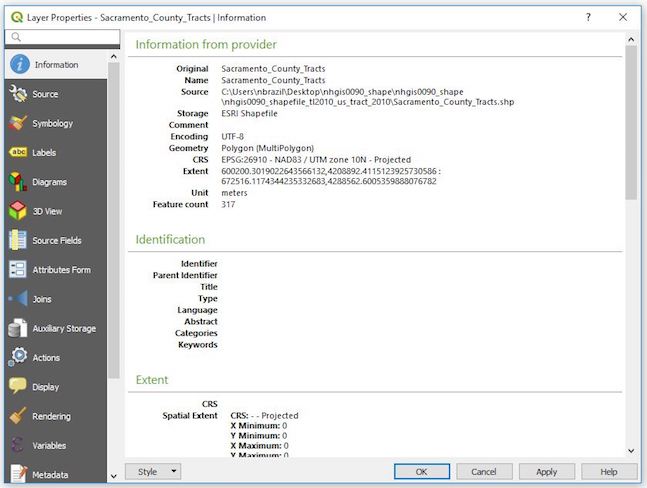 Layer Properties - Sacramento_County_Tracts | Information
Information
Source
Symbology
abc
Labels
Diagrams
3D View
Source Fields
Attributes Form
Joins
Auxiliary Storage
Actions
Display
Rendering
Variables
Metadata
Information from provider
Original Sacramento_County_Tracts
Name Sacramento_County_Tracts
Source C:\Users\nbrazil\Desktop\nhgis0090_shape\nhgis0090_shape
\nhgis0090_shapefile_tl2010_us_tract_2010\Sacramento_County_Tracts.shp
Storage ESRI Shapefile
Comment
Encoding UTF-8
Geometry Polygon (MultiPolygon)
CRS EPSG:26910 - NAD83 / UTM zone 10N - Projected
Extent 600200.3019022643566132,4208892.4115123925730586 :
672516.1174344235332683,4288562.6005359888076782
Unit meters
Feature count 317
Identification
Identifier
Parent Identifier
Title
Type
Language
Abstract
Categories
Keywords
Extent
CRS
Spatial Extent CRS: - - Projected
X Minimum: 0
Y Minimum: 0
X Maximum: 0
Y Maximum: 0
Style
OK
Cancel
Apply
Help